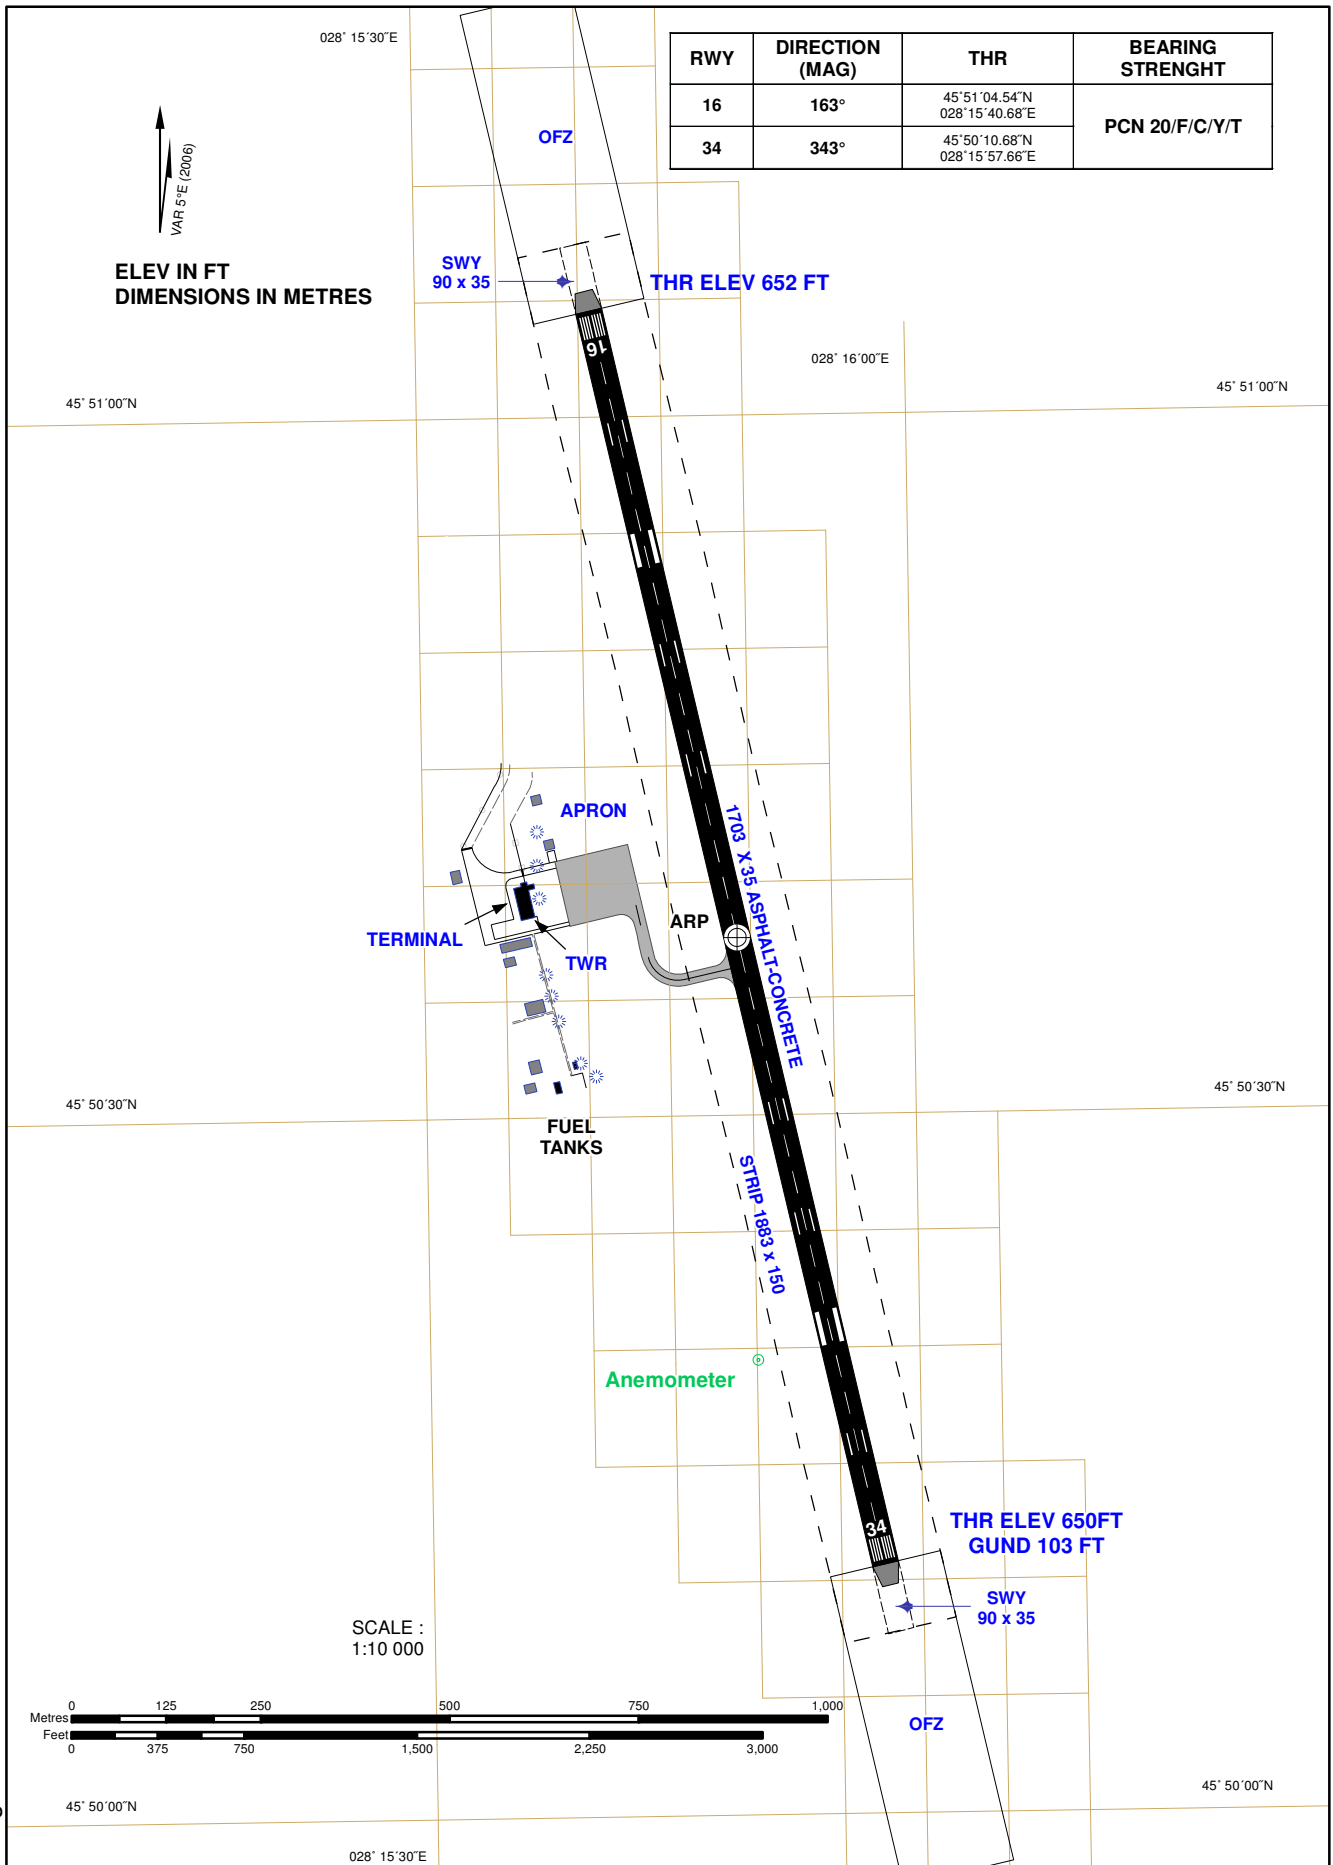 028° 15´30˝E
RWY DIRECTION (MAG) THR BEARING STRENGHT
16 163° 45°51´04.54˝N 028°15´40.68˝E PCN 20/F/C/Y/T
34 343° 45°50´10.68˝N 028°15´57.66˝E
OFZ
VAR 5°E (2006)
ELEV IN FT
DIMENSIONS IN METRES
SWY
90 x 35
THR ELEV 652 FT
16
028° 16´00˝E
45° 51´00˝N
45° 51´00˝N
APRON
1703 X 35 ASPHALT-CONCRETE
ARP
TERMINAL
TWR
45° 50´30˝N
45° 50´30˝N
FUEL
TANKS
STRIP 1883 x 150
Anemometer
34
THR ELEV 650FT
GUND 103 FT
SWY
90 x 35
SCALE :
1:10 000
0 125 250 500 750 1,000
Metres
Feet
0 375 750 1,500 2,250 3,000
OFZ
45° 50´00˝N
45° 50´00˝N
028° 15´30˝E